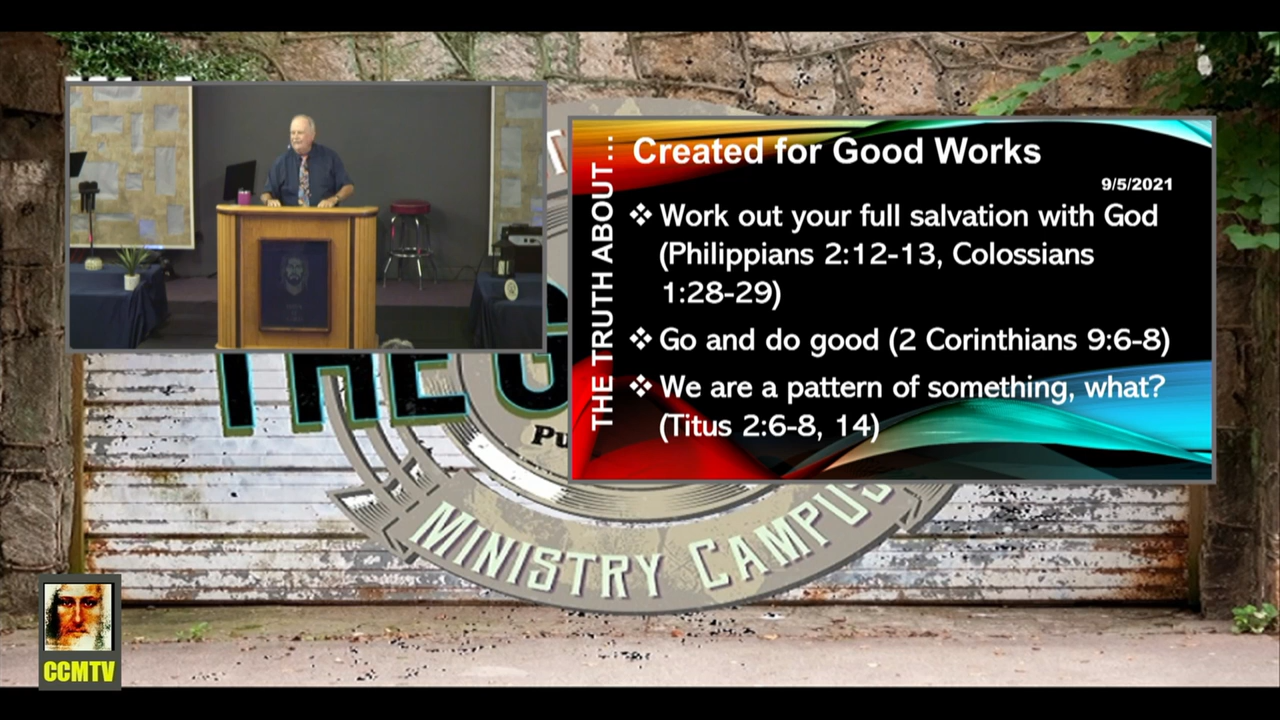 THE TRUTH ABOUT...
Created for Good Works
9/5/2021
❖ Work out your full salvation with God
(Philippians 2:12-13, Colossians
1:28-29)
❖ Go and do good (2 Corinthians 9:6-8)
❖ We are a pattern of something, what?
(Titus 2:6-8, 14)
THE
MINISTRY CAMPUS
CCMTV